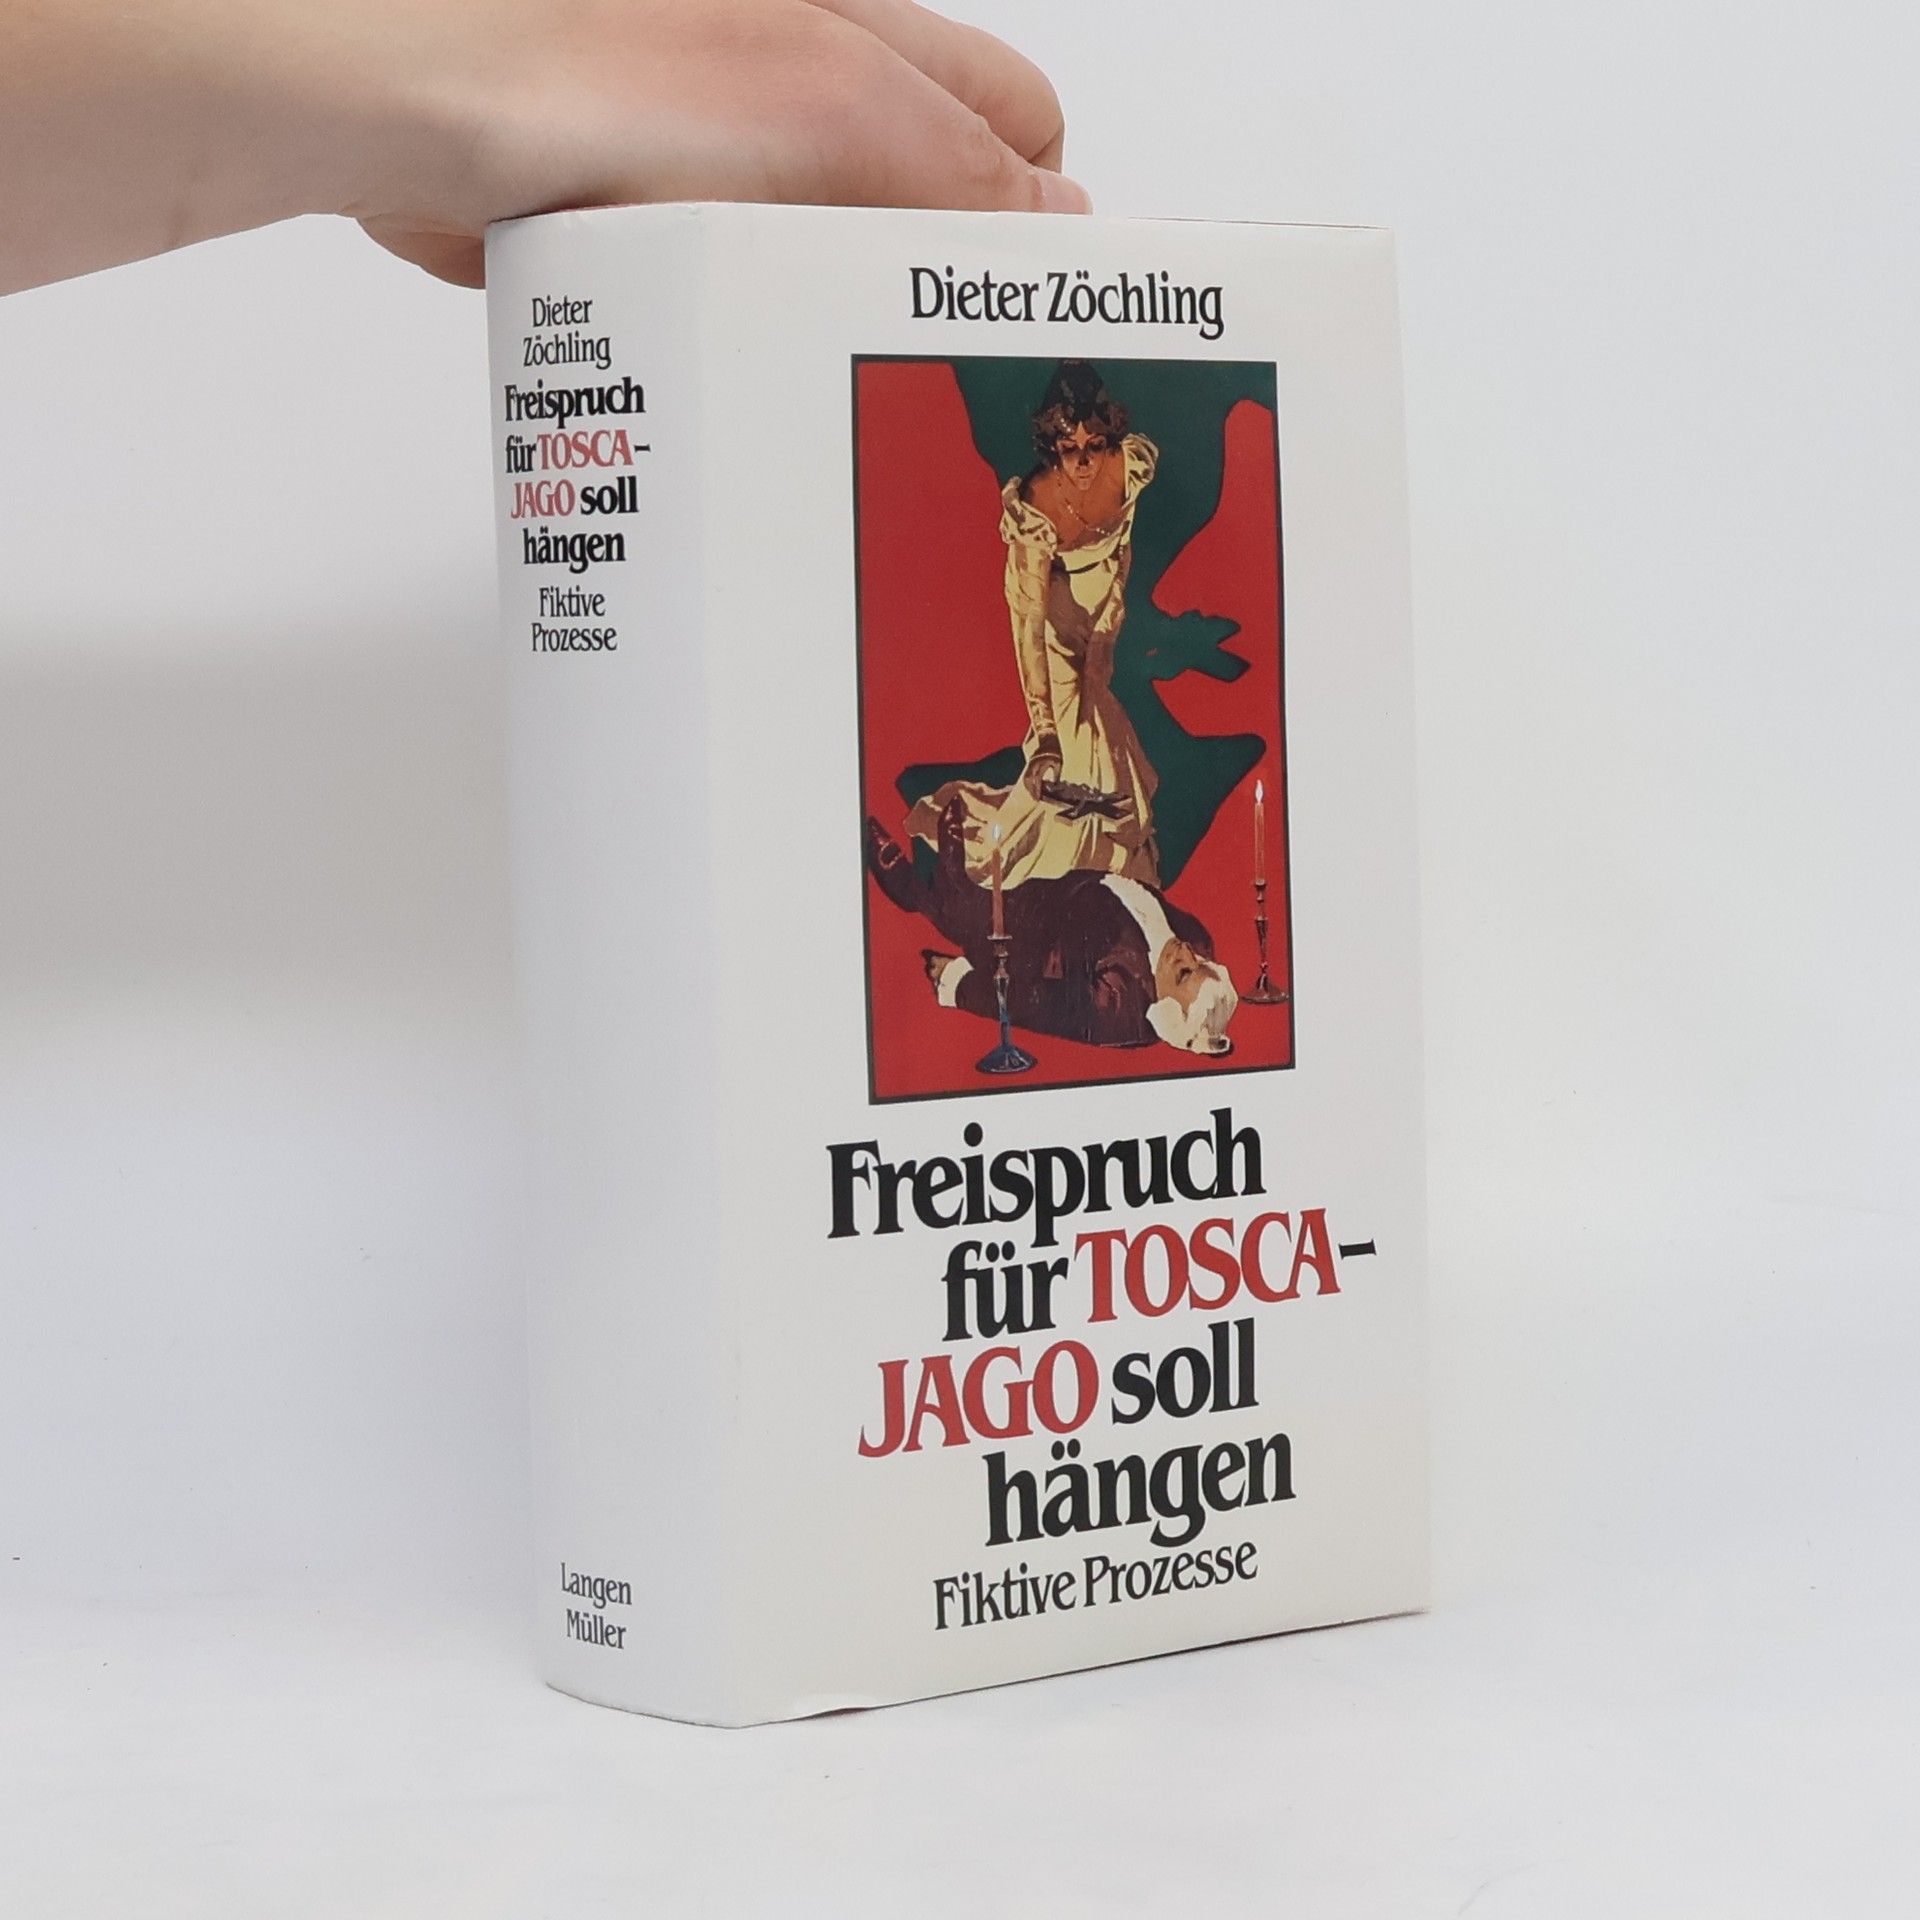 Dieter
Zöchling
Freispruch
für TOSCA–
JAGO soll
hängen
Fiktive
Prozesse
Langen
Müller
Dieter Zöchling
Freispruch
für TOSCA–
JAGO soll
hängen
Fiktive Prozesse